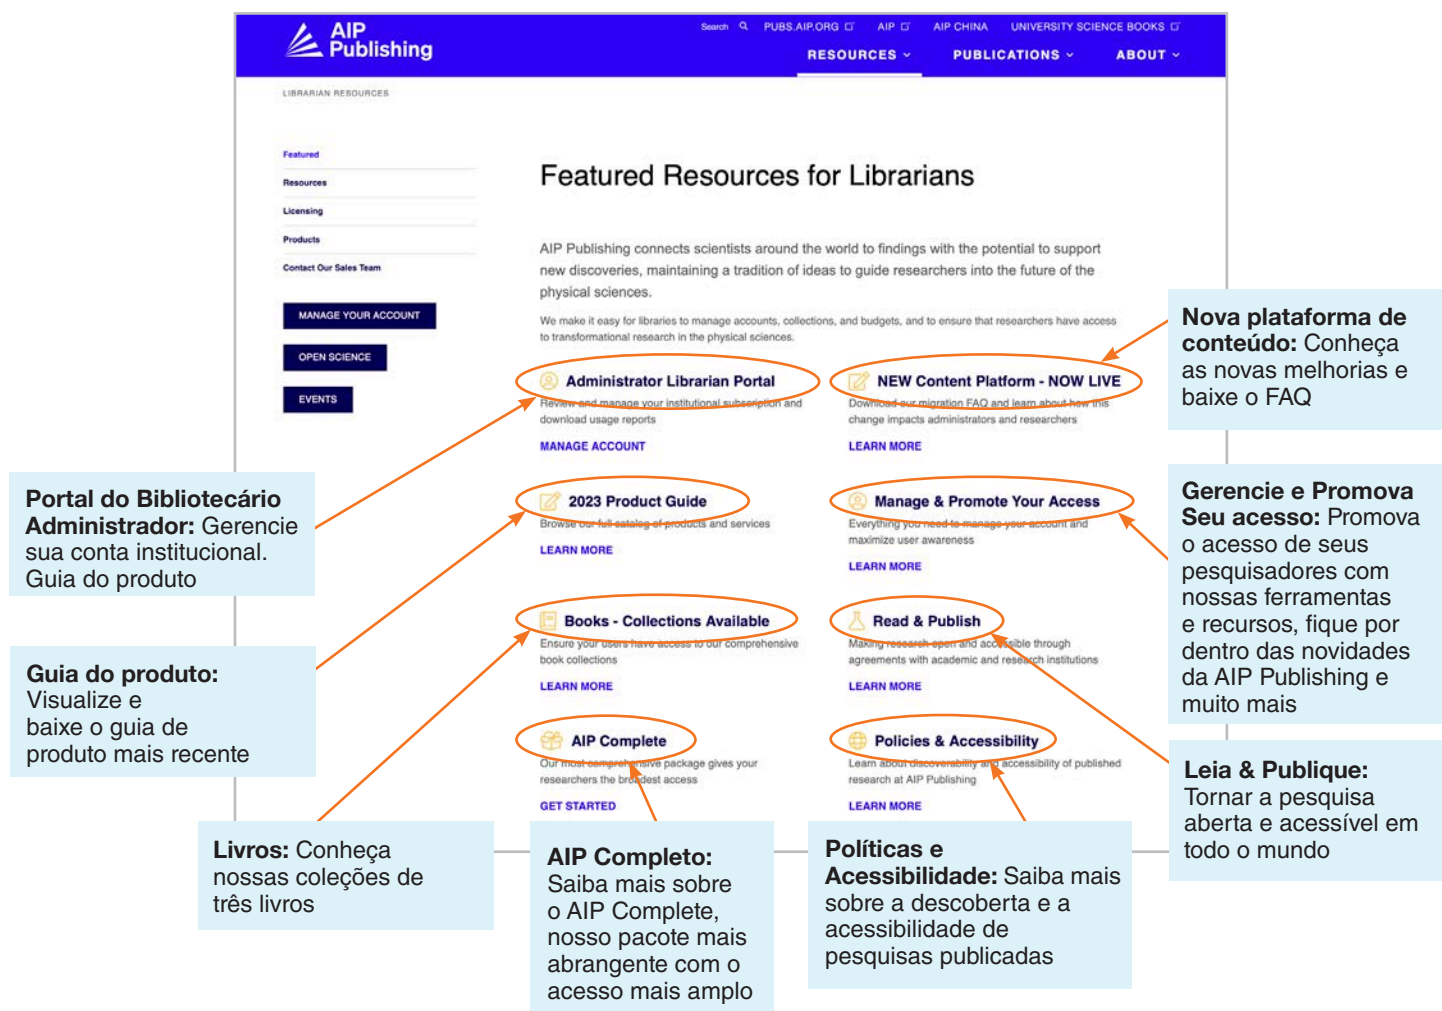 AIP
Publishing
Search
PUBS.AIP.ORG
AIP
AIP CHINA
UNIVERSITY SCIENCE BOOKS
RESOURCES
PUBLICATIONS
ABOUT
LIBRARIAN RESOURCES
Featured
Resources
Licensing
Products
Contact Our Sales Team
MANAGE YOUR ACCOUNT
OPEN SCIENCE
EVENTS
Featured Resources for Librarians
AIP Publishing connects scientists around the world to findings with the potential to support
new discoveries, maintaining a tradition of ideas to guide researchers into the future of the
physical sciences.
We make it easy for libraries to manage accounts, collections, and budgets, and to ensure that researchers have access
to transformational research in the physical sciences.
Administrator Librarian Portal
Review and manage your institutional subscription and
download usage reports
MANAGE ACCOUNT
NEW Content Platform - NOW LIVE
Download our migration FAQ and learn about how this
change impacts administrators and researchers
LEARN MORE
2023 Product Guide
Browse our full catalog of products and services
LEARN MORE
Manage & Promote Your Access
Everything you need to manage your account and
maximize user awareness
LEARN MORE
Books - Collections Available
Ensure your users have access to our comprehensive
book collections
LEARN MORE
Read & Publish
Making research open and accessible through
agreements with academic and research institutions
LEARN MORE
AIP Complete
Our most comprehensive package gives your
researchers the broadest access
GET STARTED
Policies & Accessibility
Learn about discoverability and accessibility of published
research at AIP Publishing
LEARN MORE
Nova plataforma de
conteúdo: Conheça
as novas melhorias e
baixe o FAQ
Portal do Bibliotecário
Administrador: Gerencie
sua conta institucional.
Guia do produto
Gerencie e Promova
Seu acesso: Promova
o acesso de seus
pesquisadores com
nossas ferramentas
e recursos, fique por
dentro das novidades
da AIP Publishing e
muito mais
Guia do produto:
Visualize e
baixe o guia de
produto mais recente
Leia & Publique:
Tornar a pesquisa
aberta e acessível em
todo o mundo
Livros: Conheça
nossas coleções de
três livros
AIP Completo:
Saiba mais sobre
o AIP Complete,
nosso pacote mais
abrangente com o
acesso mais amplo
Políticas e
Acessibilidade: Saiba mais
sobre a descoberta e a
acessibilidade de
pesquisas publicadas